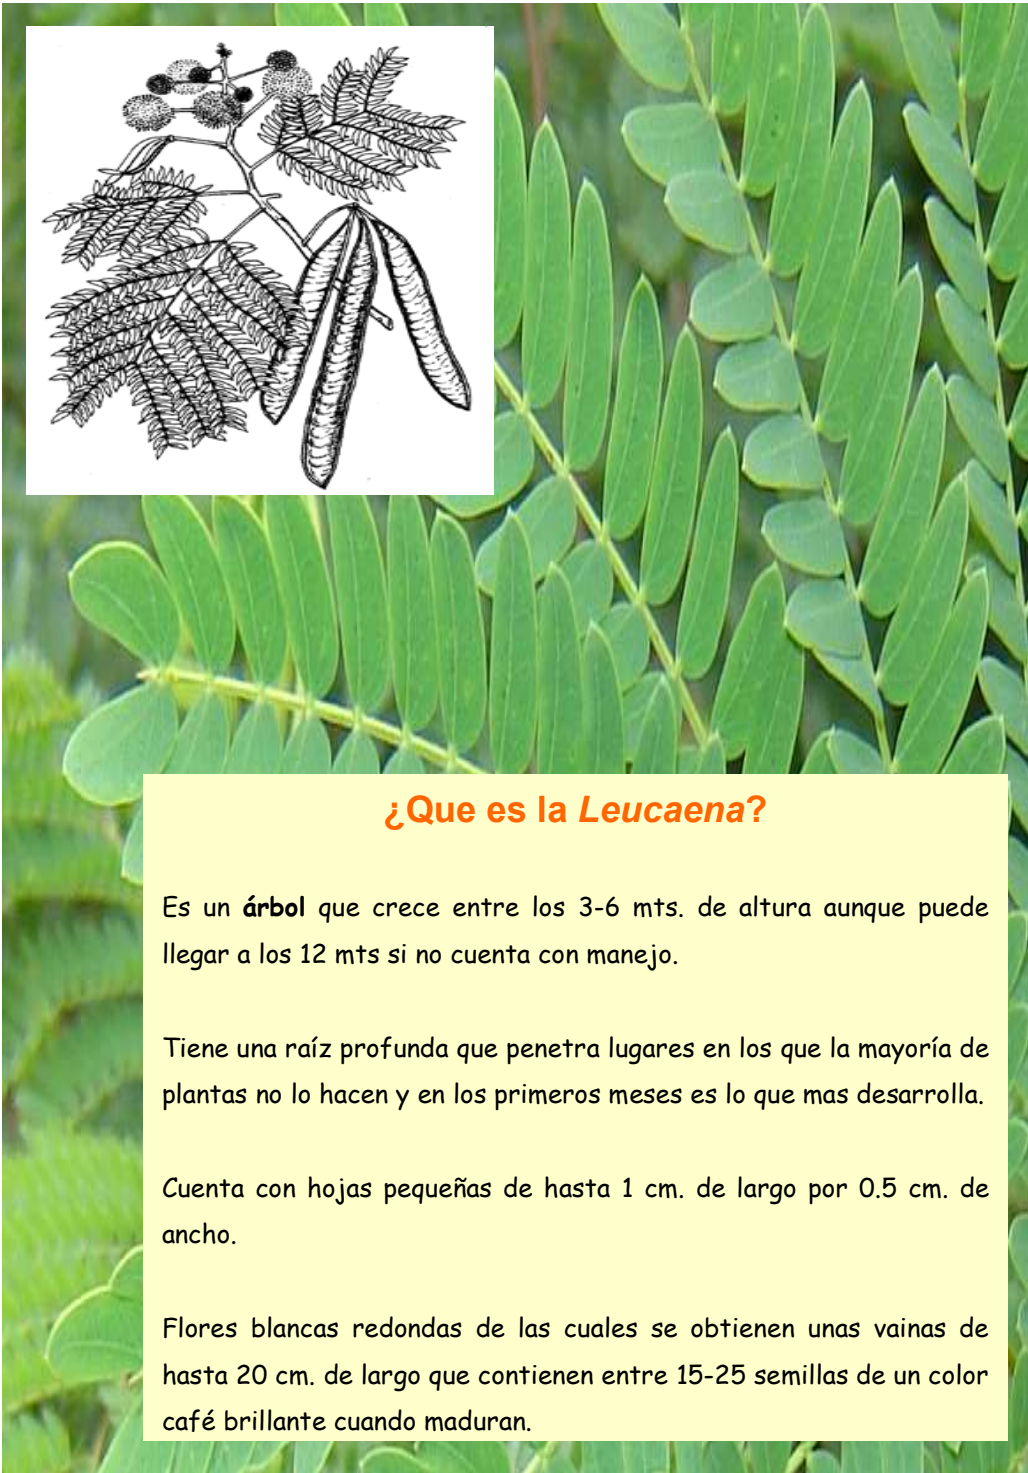 ¿Que es la Leucaena?
Es un árbol que crece entre los 3-6 mts. de altura aunque puede
llegar a los 12 mts si no cuenta con manejo.
Tiene una raíz profunda que penetra lugares en los que la mayoría de
plantas no lo hacen y en los primeros meses es lo que mas desarrolla.
Cuenta con hojas pequeñas de hasta 1 cm. de largo por 0.5 cm. de
ancho.
Flores blancas redondas de las cuales se obtienen unas vainas de
hasta 20 cm. de largo que contienen entre 15-25 semillas de un color
café brillante cuando maduran.